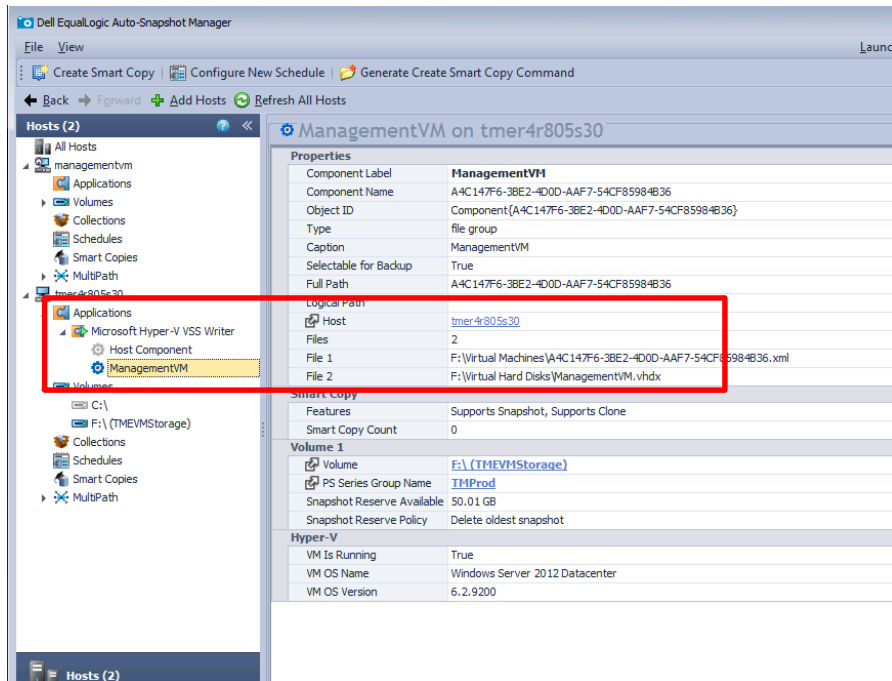 Dell EqualLogic Auto-Snapshot Manager
File View Launc
Create Smart Copy Configure New Schedule Generate Create Smart Copy Command
Back Forward Add Hosts Refresh All Hosts
Hosts (2)
All Hosts
managementvm
Applications
Volumes
Collections
Schedules
Smart Copies
MultiPath
tmer4r805s30
Applications
Microsoft Hyper-V VSS Writer
Host Component
ManagementVM
Volumes
C:\
F:\ (TMEVMStorage)
Collections
Schedules
Smart Copies
MultiPath
Hosts (2)
ManagementVM on tmer4r805s30
Properties
Component Label ManagementVM
Component Name A4C147F6-3BE2-4D0D-AAF7-54CF85984B36
Object ID Component{A4C147F6-3BE2-4D0D-AAF7-54CF85984B36}
Type file group
Caption ManagementVM
Selectable for Backup True
Full Path A4C147F6-3BE2-4D0D-AAF7-54CF85984B36
Logical Path
Host tmer4r805s30
Files 2
File 1 F:\Virtual Machines\A4C147F6-3BE2-4D0D-AAF7-54CF85984B36.xml
File 2 F:\Virtual Hard Disks\ManagementVM.vhdx
Smart Copy
Features Supports Snapshot, Supports Clone
Smart Copy Count 0
Volume 1
Volume F:\ (TMEVMStorage)
PS Series Group Name TMProd
Snapshot Reserve Available 50.01 GB
Snapshot Reserve Policy Delete oldest snapshot
Hyper-V
VM Is Running True
VM OS Name Windows Server 2012 Datacenter
VM OS Version 6.2.9200